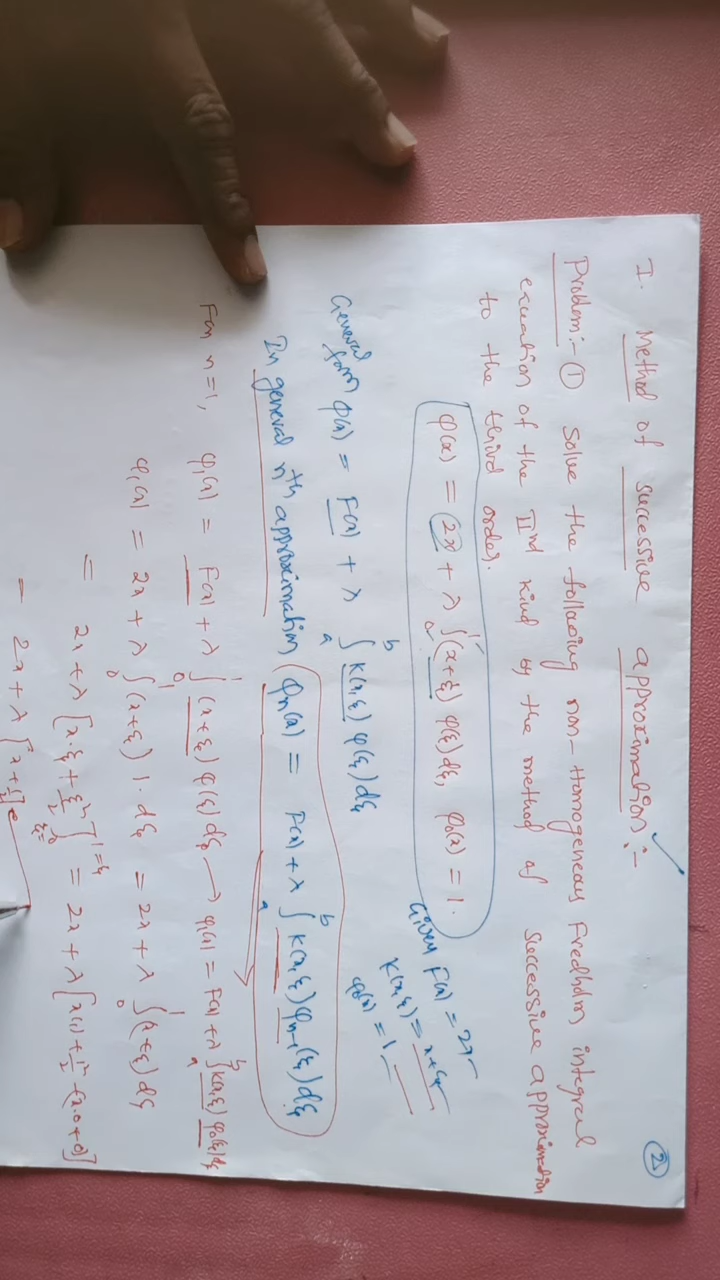 ②
I. Method of successive approximation:-
Problem:- ① Solve the following non-Homogeneous Fredholm integral
equation of the IInd kind by the method of successive approximation
to the third order.
φ(x) = 2x + λ ∫₀¹ (x+ξ) φ(ξ)dξ, φ₀(x) = 1.
Given F(x) = 2x
K(x,ξ) = x+ξ
φ₀(x) = 1
General form φ(x) = F(x) + λ ∫ₐᵇ K(x,ξ) φ(ξ)dξ
In general nth approximation φₙ(x) = F(x) + λ ∫ₐᵇ K(x,ξ) φₙ₋₁(ξ)dξ
For n=1, φ₁(x) = F(x) + λ ∫₀¹ (x+ξ) φ(ξ)dξ → φ₁(x) = F(x) + λ ∫ₐᵇ K(x,ξ) φ₀(ξ)dξ
φ₁(x) = 2x + λ ∫₀¹ (x+ξ) 1·dξ = 2x + λ ∫₀¹ (x+ξ)dξ
= 2x + λ [x·ξ + ξ²/2]¹₌ξ = 2x + λ [x(1) + 1²/2 - (x·0+0)]
= 2x + λ [x + 1/2]